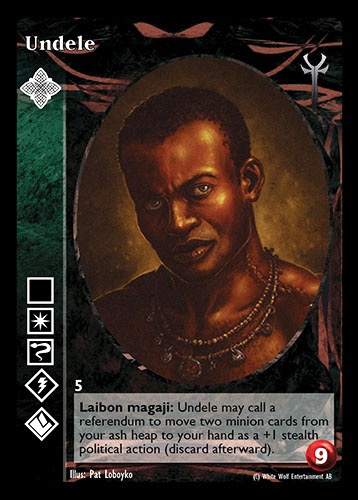 Undele
5
Laibon magaji: Undele may call a
referendum to move two minion cards from
your ash heap to your hand as a +1 stealth
political action (discard afterward).
9
Illus: Pat Loboyko
(C) White Wolf Entertainment AB